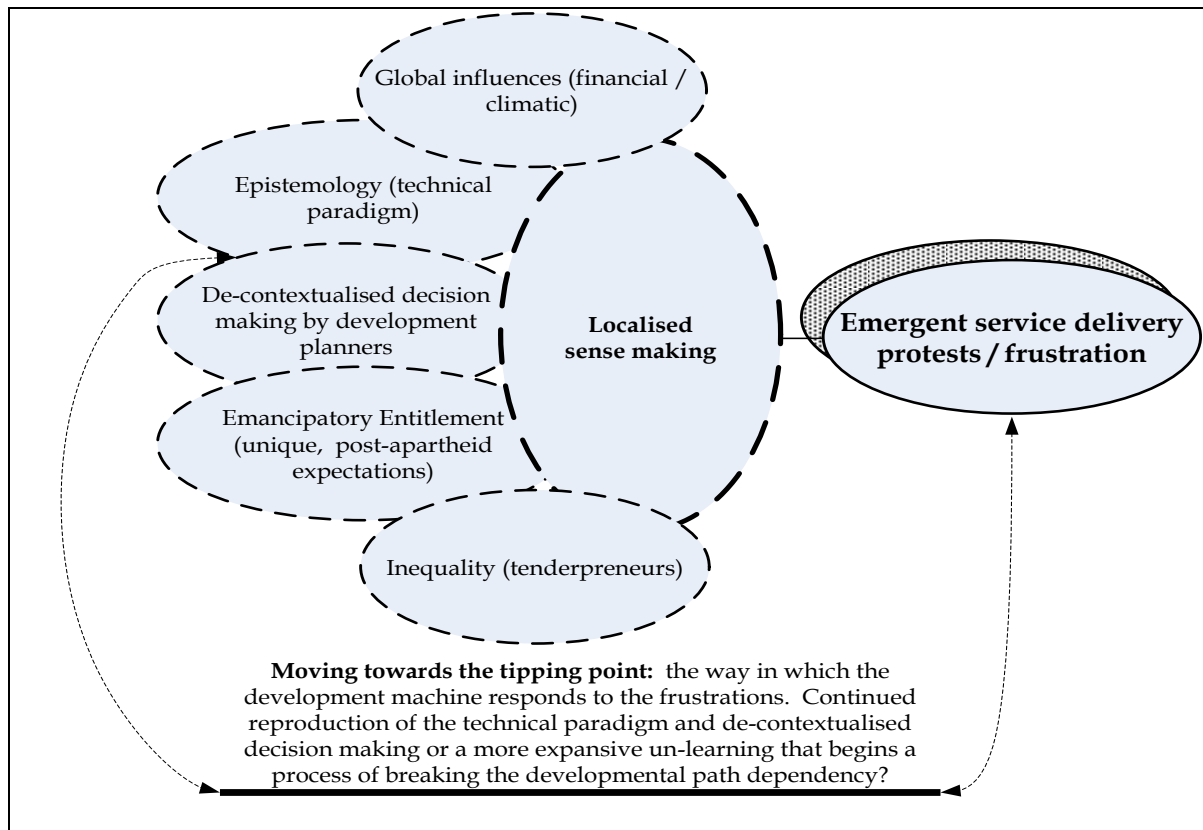 Global influences (financial /
climatic)
Epistemology (technical
paradigm)
De-contextualised decision
making by development
planners
Emancipatory Entitlement
(unique,  post-apartheid
expectations)
Inequality (tenderpreneurs)
Localised
sense making
Emergent service delivery
protests / frustration
Moving towards the tipping point:  the way in which the
development machine responds to the frustrations.  Continued
reproduction of the technical paradigm and de-contextualised
decision making or a more expansive un-learning that begins a
process of breaking the developmental path dependency?